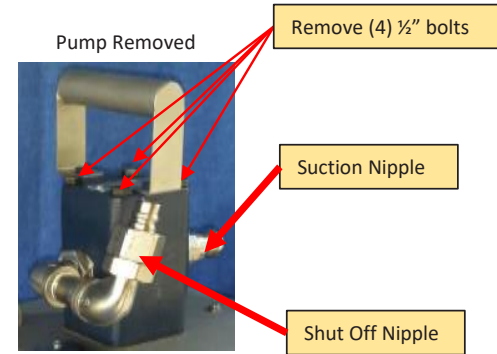 Remove (4) ½” bolts
Pump Removed
Suction Nipple
Shut Off Nipple